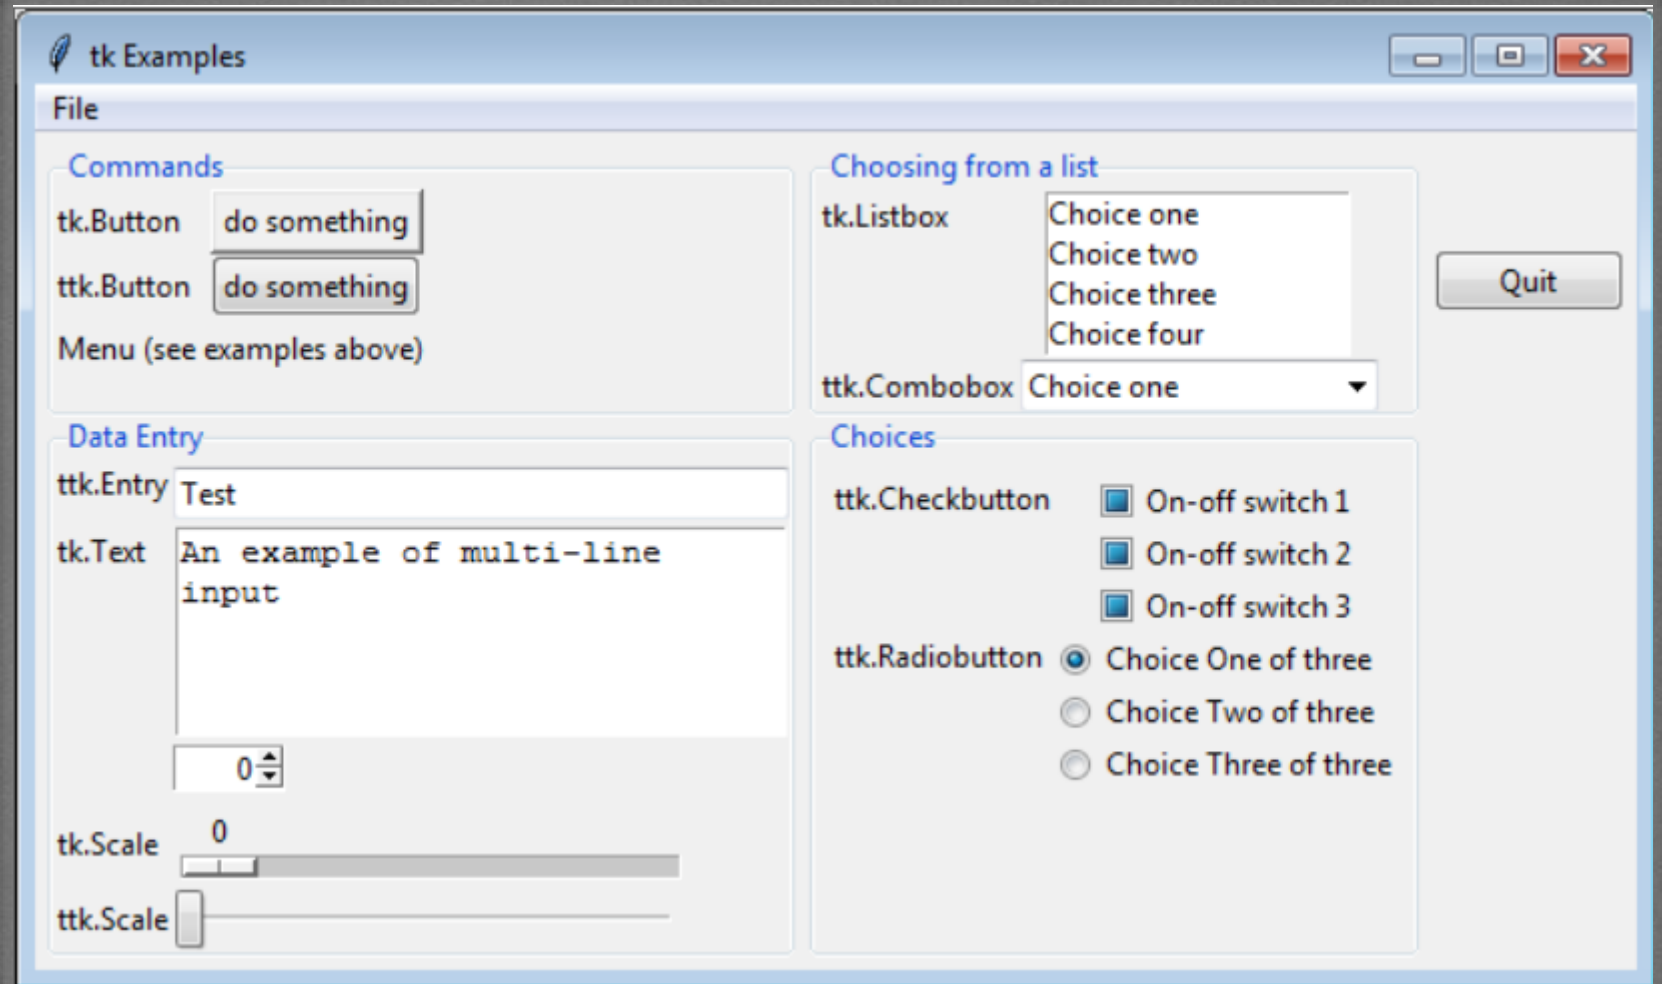 tk Examples
File
Commands
tk.Button do something
ttk.Button do something
Menu (see examples above)
Choosing from a list
tk.Listbox Choice one
Choice two
Choice three
Choice four
ttk.Combobox Choice one
Quit
Data Entry
ttk.Entry Test
tk.Text An example of multi-line
input
0
0
tk.Scale
ttk.Scale
Choices
ttk.Checkbutton On-off switch 1
On-off switch 2
On-off switch 3
ttk.Radiobutton Choice One of three
Choice Two of three
Choice Three of three